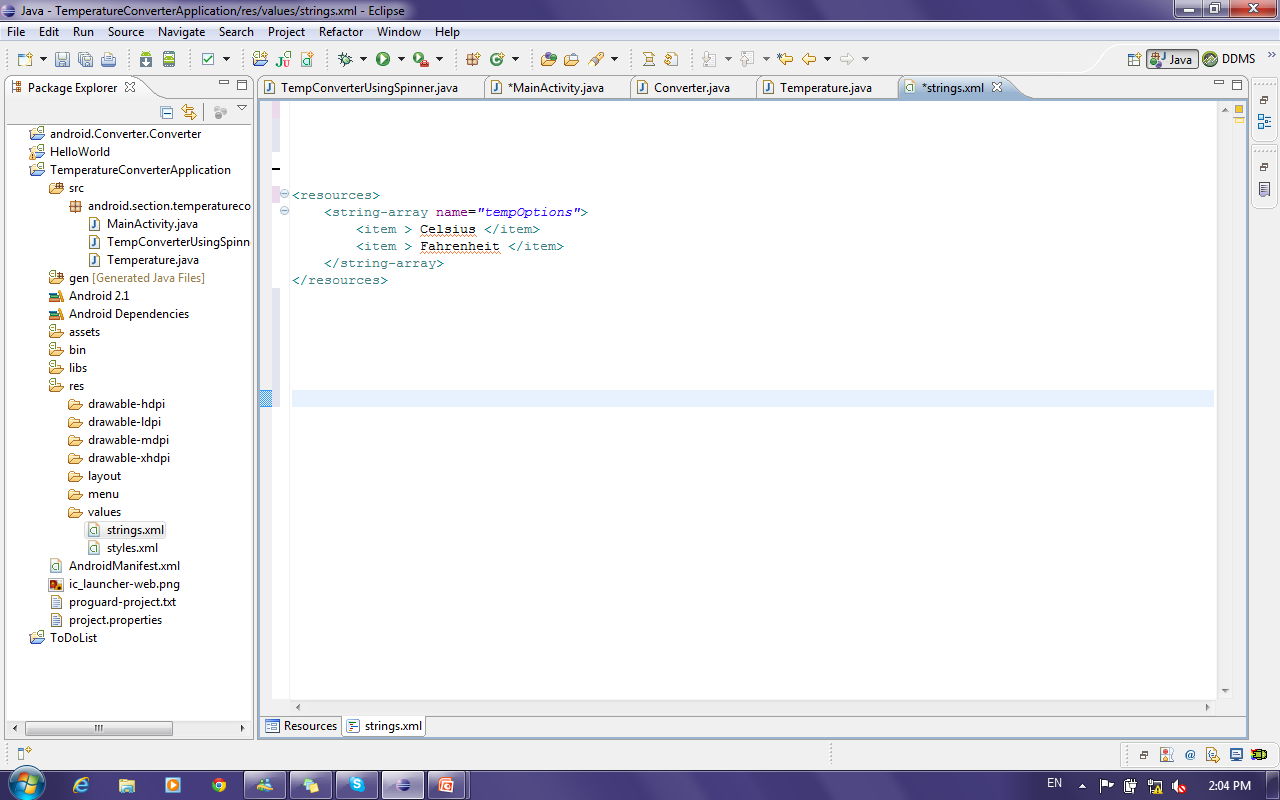 Java - TemperatureConverterApplication/res/values/strings.xml - Eclipse
File Edit Run Source Navigate Search Project Refactor Window Help
Java DDMS
Package Explorer
TempConverterUsingSpinner.java *MainActivity.java Converter.java Temperature.java *strings.xml
android.Converter.Converter
HelloWorld
TemperatureConverterApplication
src
android.section.temperatureco
MainActivity.java
TempConverterUsingSpinn
Temperature.java
gen [Generated Java Files]
Android 2.1
Android Dependencies
assets
bin
libs
res
drawable-hdpi
drawable-ldpi
drawable-mdpi
drawable-xhdpi
layout
menu
values
strings.xml
styles.xml
AndroidManifest.xml
ic_launcher-web.png
proguard-project.txt
project.properties
ToDoList
<resources>
<string-array name="tempOptions">
<item > Celsius </item>
<item > Fahrenheit </item>
</string-array>
</resources>
Resources strings.xml
EN 2:04 PM